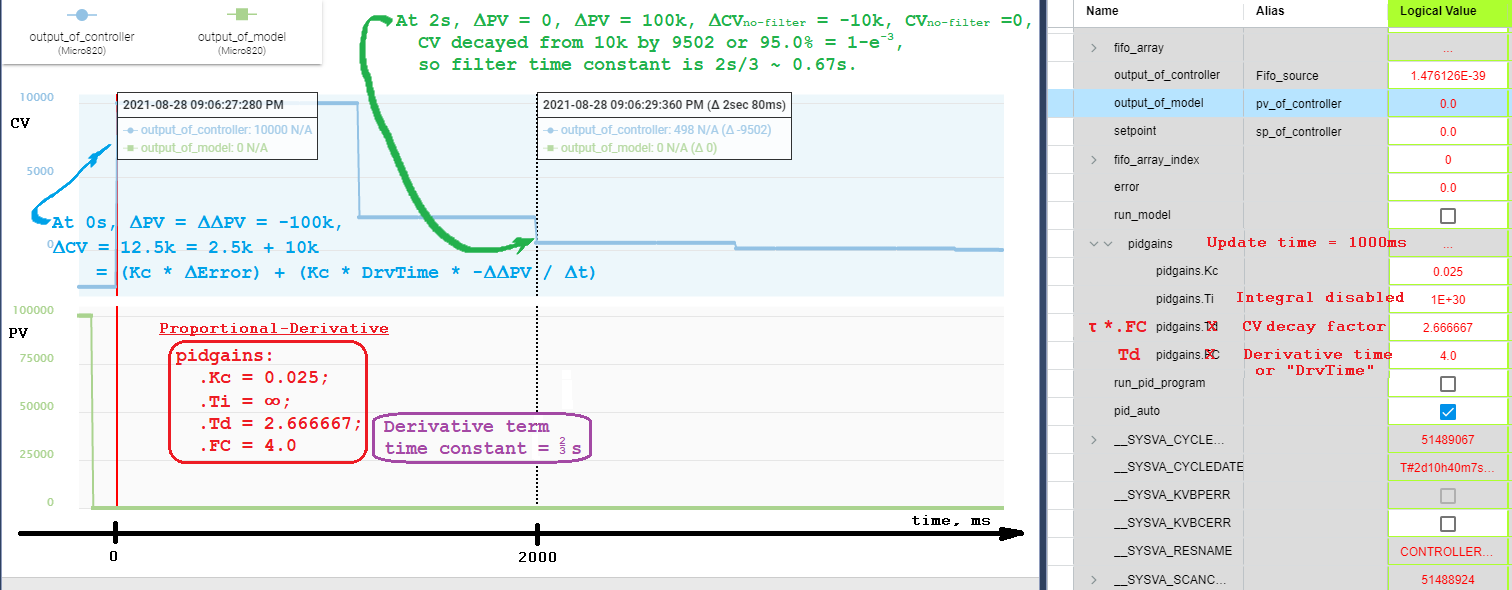 output_of_controller
(Micro820)
output_of_model
(Micro820)
At 2s, ΔPV = 0, ΔPV = 100k, ΔCVno-filter = -10k, CVno-filter =0,
CV decayed from 10k by 9502 or 95.0% = 1-e-3,
so filter time constant is 2s/3 ~ 0.67s.
10000
CV
5000
0
2021-08-28 09:06:27:280 PM
output_of_controller: 10000 N/A
output_of_model: 0 N/A
2021-08-28 09:06:29:360 PM (Δ 2sec 80ms)
output_of_controller: 498 N/A (Δ -9502)
output_of_model: 0 N/A (Δ 0)
At 0s, ΔPV = ΔΔPV = -100k,
ΔCV = 12.5k = 2.5k + 10k
= (Kc * ΔError) + (Kc * DrvTime * -ΔΔPV / Δt)
100000
PV
75000
50000
25000
0
Proportional-Derivative
pidgains:
.Kc = 0.025;
.Ti = ∞;
.Td = 2.666667;
.FC = 4.0
Derivative term
time constant = 2/3 s
time, ms
0
2000
Name Alias Logical Value
fifo_array ...
output_of_controller Fifo_source 1.476126E-39
output_of_model pv_of_controller 0.0
setpoint sp_of_controller 0.0
fifo_array_index 0
error 0.0
run_model
pidgains Update time = 1000ms ...
pidgains.Kc 0.025
pidgains.Ti Integral disabled 1E+30
τ *.FC pidgains.Td X CV decay factor 2.666667
Td pidgains.FC X Derivative time 4.0
or "DrvTime"
run_pid_program
pid_auto
__SYSVA_CYCLE... 51489067
__SYSVA_CYCLEDATE T#2d10h40m7s...
__SYSVA_KVBPERR
__SYSVA_KVBCERR
__SYSVA_RESNAME CONTROLLER...
__SYSVA_SCANC... 51488924